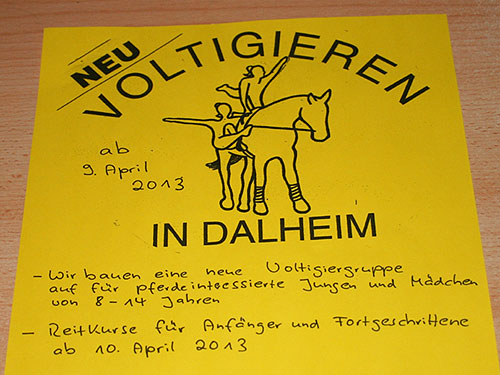 NEU
VOLTIGIEREN
ab
9. April
2013
IN DALHEIM
- Wir bauen eine neue Voltigiergruppe
auf für pferdeinteessierte Jungen und Mädchen
von 8-14 Jahren
- Reitkurse für Anfänger und Fortgeschrittene
ab 10. April 2013